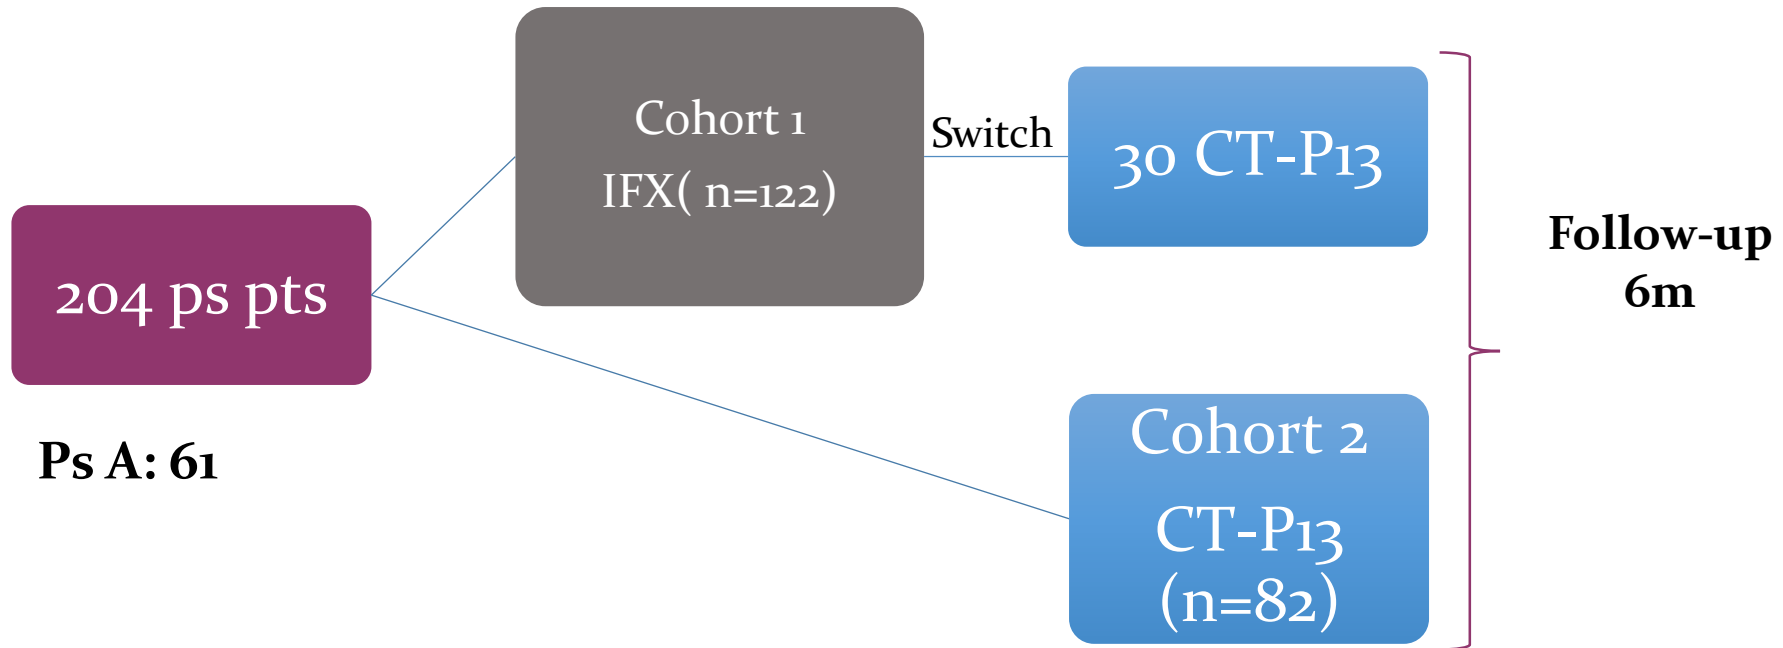 204 ps pts
Ps A: 61
Cohort 1
IFX( n=122)
Switch
30 CT-P13
Cohort 2
CT-P13
(n=82)
Follow-up
6m